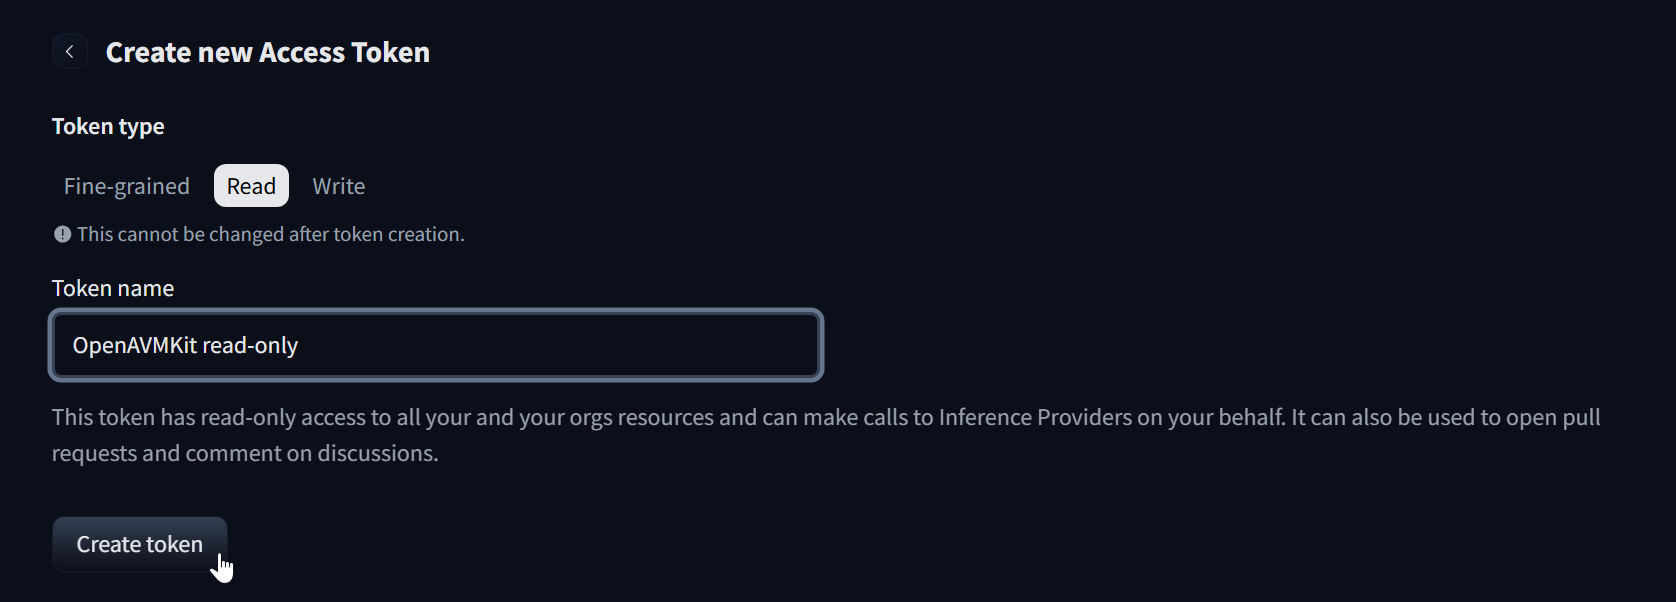 Create new Access Token
Token type
Fine-grained Read Write
This cannot be changed after token creation.
Token name
OpenAVMKit read-only
This token has read-only access to all your and your orgs resources and can make calls to Inference Providers on your behalf. It can also be used to open pull
requests and comment on discussions.
Create token